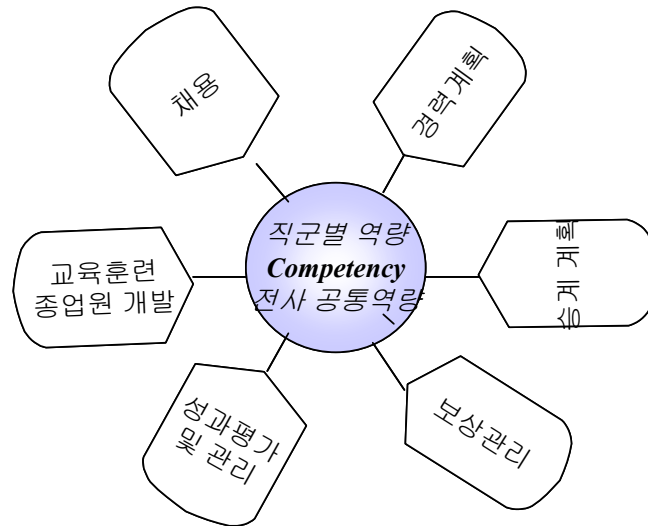 채용
경력계획
직군별 역량
Competency
전사 공통역량
승계 계획
교육훈련
종업원 개발
성과평가
및 관리
보상관리